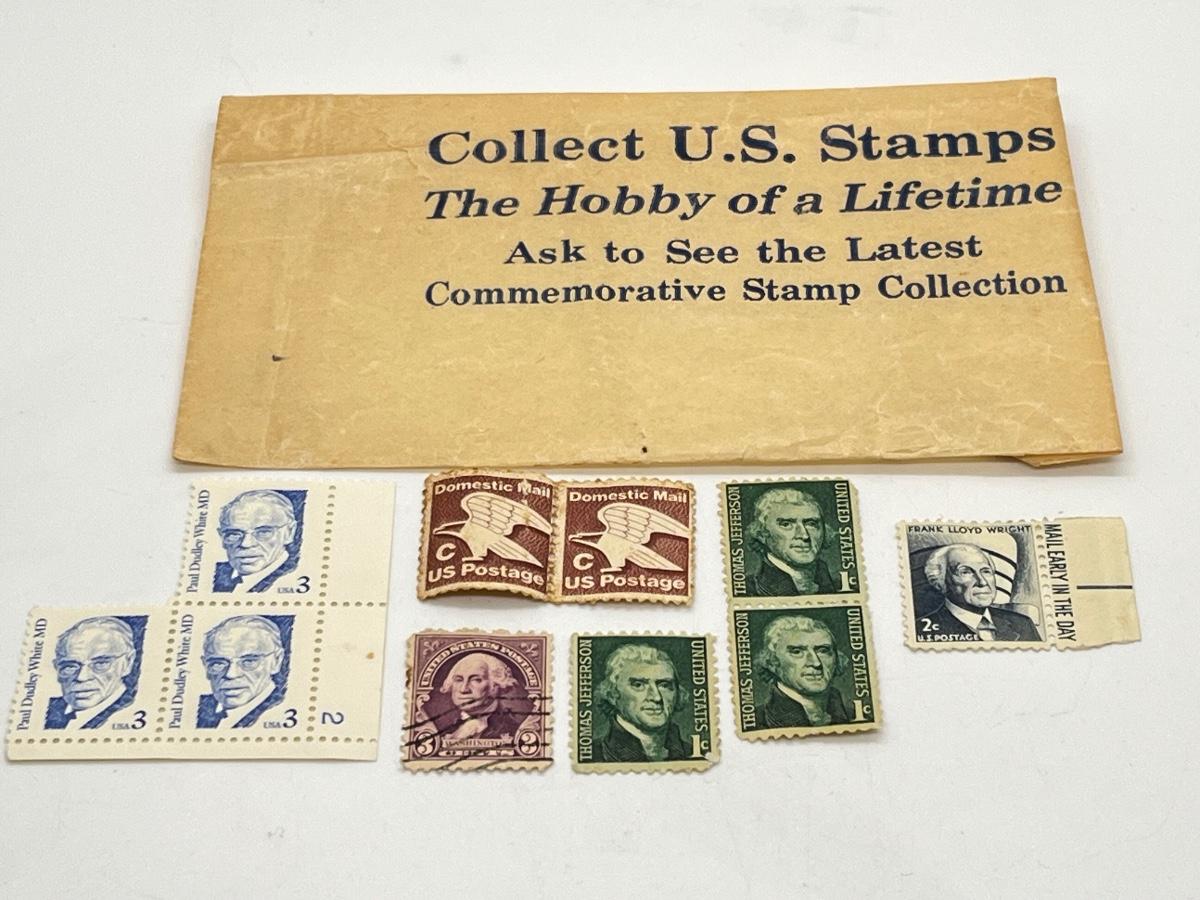 Collect U.S. Stamps
The Hobby of a Lifetime
Ask to See the Latest
Commemorative Stamp Collection
Paul Dudley White MD
USA 3
Paul Dudley White MD
USA 3
Paul Dudley White MD
USA 3
2
Domestic Mail
C
US Postage
Domestic Mail
C
US Postage
UNITED STATES POSTAGE
3 WASHINGTON 3
THOMAS JEFFERSON
UNITED STATES
1c
THOMAS JEFFERSON
UNITED STATES
1c
THOMAS JEFFERSON
UNITED STATES
1c
FRANK LLOYD WRIGHT
2c
U.S. POSTAGE
MAIL EARLY IN THE DAY